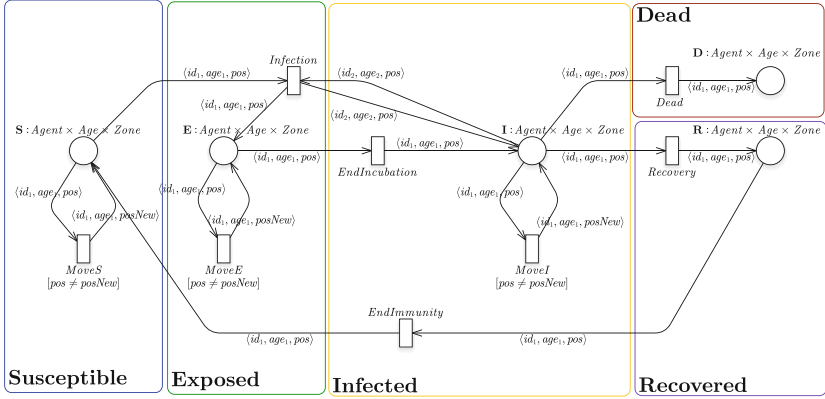 Dead
D : Agent × Age × Zone
Infection
⟨id₁, age₁, pos⟩
⟨id₂, age₂, pos⟩
⟨id₁, age₁, pos⟩
⟨id₁, age₁, pos⟩
⟨id₁, age₁, pos⟩
⟨id₂, age₂, pos⟩
Dead
S : Agent × Age × Zone
E : Agent × Age × Zone
I : Agent × Age × Zone
R : Agent × Age × Zone
⟨id₁, age₁, pos⟩
⟨id₁, age₁, pos⟩
⟨id₁, age₁, pos⟩
⟨id₁, age₁, pos⟩
EndIncubation
Recovery
⟨id₁, age₁, pos⟩
⟨id₁, age₁, posNew⟩
⟨id₁, age₁, pos⟩
⟨id₁, age₁, posNew⟩
⟨id₁, age₁, pos⟩
⟨id₁, age₁, posNew⟩
MoveS
[pos ≠ posNew]
MoveE
[pos ≠ posNew]
MoveI
[pos ≠ posNew]
EndImmunity
⟨id₁, age₁, pos⟩
⟨id₁, age₁, pos⟩
Susceptible
Exposed
Infected
Recovered